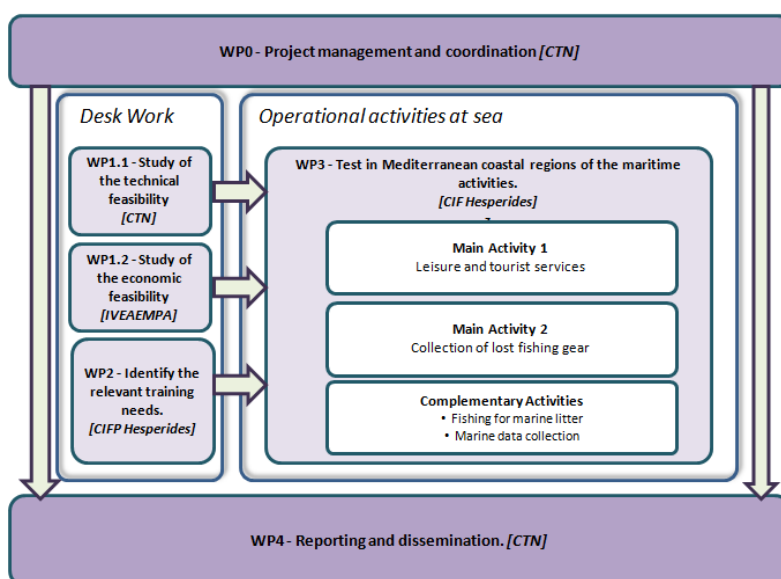 WP0 - Project management and coordination [CTN]
Desk Work
WP1.1 - Study of
the technical
feasibility
[CTN]
WP1.2 - Study of
the economic
feasibility
[IVEAEMPA]
WP2 - Identify the
relevant training
needs.
[CIFP Hesperides]
Operational activities at sea
WP3 - Test in Mediterranean coastal regions of the maritime
activities.
[CIF Hesperides]
Main Activity 1
Leisure and tourist services
Main Activity 2
Collection of lost fishing gear
Complementary Activities
• Fishing for marine litter
• Marine data collection
WP4 - Reporting and dissemination. [CTN]